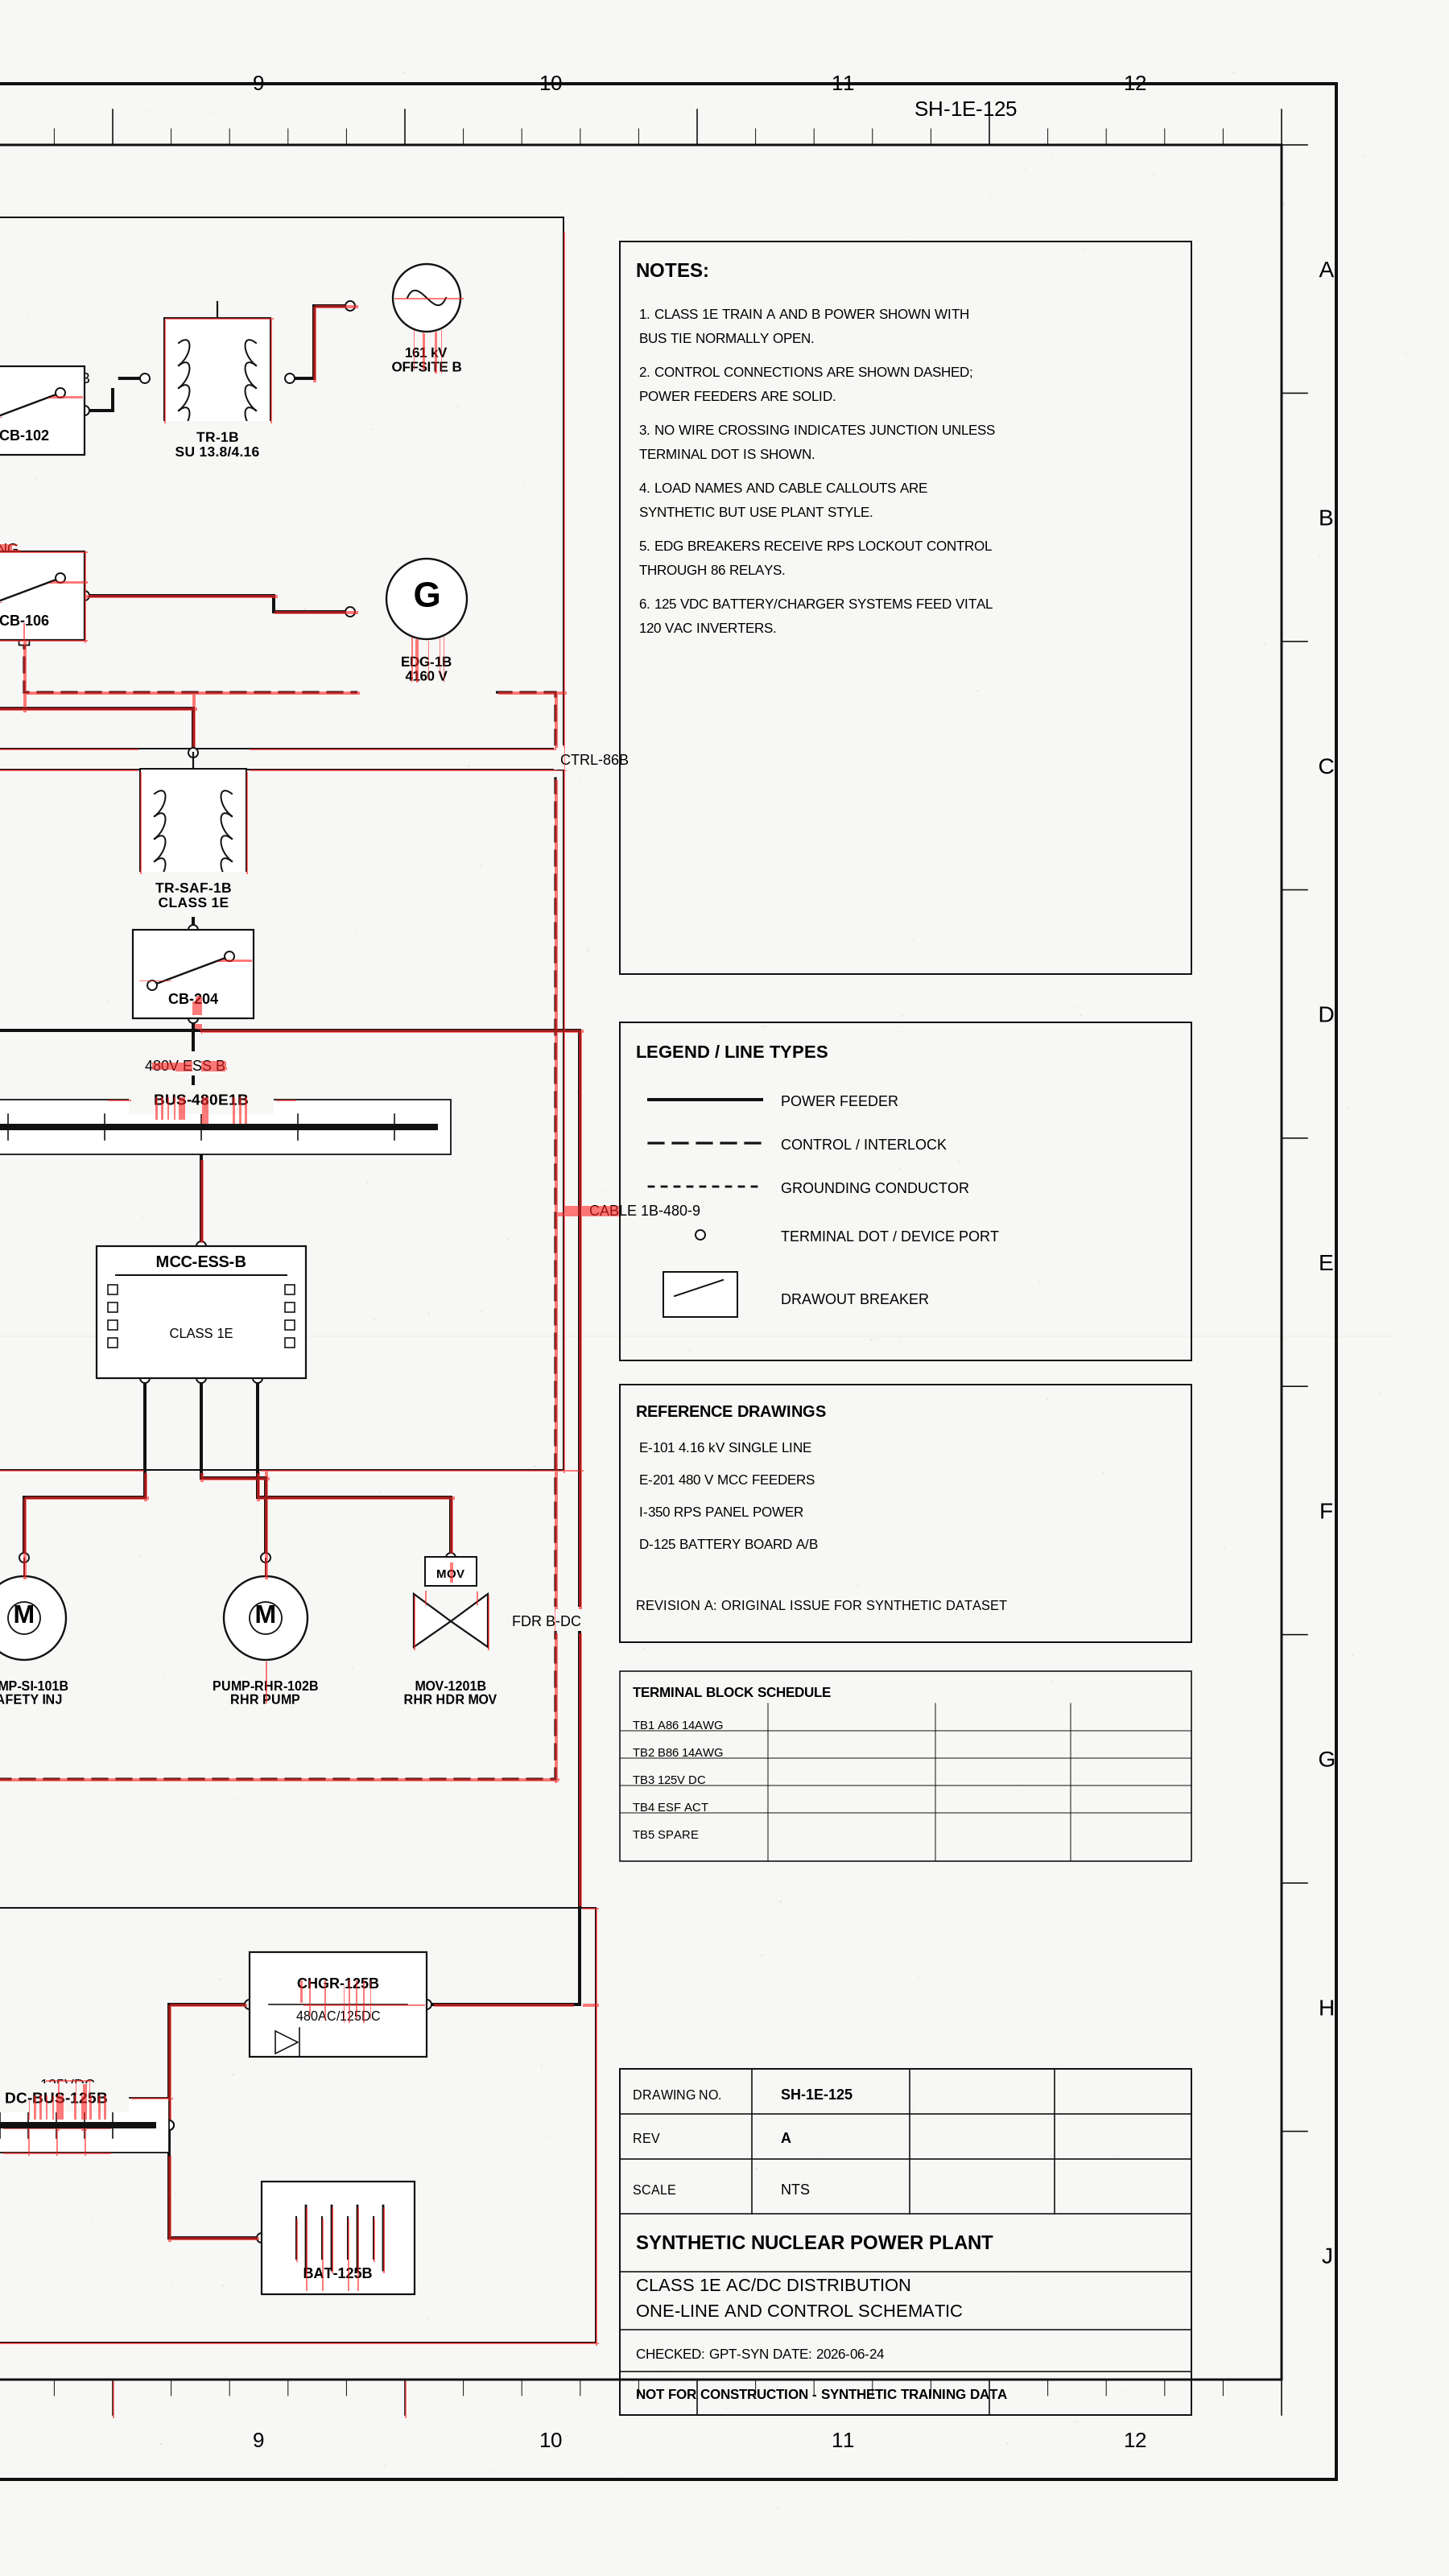 9 10 11 12
SH-1E-125
A
B
C
D
E
F
G
H
J
161 kV
OFFSITE B
CB-102
TR-1B
SU 13.8/4.16
CB-106
G
EDG-1B
4160 V
CTRL-86B
TR-SAF-1B
CLASS 1E
CB-204
480V ESS B
BUS-480E1B
CABLE 1B-480-9
MCC-ESS-B
CLASS 1E
MOV
M
M
FDR B-DC
MP-SI-101B
AFETY INJ
PUMP-RHR-102B
RHR PUMP
MOV-1201B
RHR HDR MOV
CHGR-125B
480AC/125DC
DC-BUS-125B
BAT-125B
NOTES:
1. CLASS 1E TRAIN A AND B POWER SHOWN WITH
BUS TIE NORMALLY OPEN.
2. CONTROL CONNECTIONS ARE SHOWN DASHED;
POWER FEEDERS ARE SOLID.
3. NO WIRE CROSSING INDICATES JUNCTION UNLESS
TERMINAL DOT IS SHOWN.
4. LOAD NAMES AND CABLE CALLOUTS ARE
SYNTHETIC BUT USE PLANT STYLE.
5. EDG BREAKERS RECEIVE RPS LOCKOUT CONTROL
THROUGH 86 RELAYS.
6. 125 VDC BATTERY/CHARGER SYSTEMS FEED VITAL
120 VAC INVERTERS.
LEGEND / LINE TYPES
POWER FEEDER
CONTROL / INTERLOCK
GROUNDING CONDUCTOR
TERMINAL DOT / DEVICE PORT
DRAWOUT BREAKER
REFERENCE DRAWINGS
E-101 4.16 kV SINGLE LINE
E-201 480 V MCC FEEDERS
I-350 RPS PANEL POWER
D-125 BATTERY BOARD A/B
REVISION A: ORIGINAL ISSUE FOR SYNTHETIC DATASET
TERMINAL BLOCK SCHEDULE
TB1 A86 14AWG
TB2 B86 14AWG
TB3 125V DC
TB4 ESF ACT
TB5 SPARE
DRAWING NO. SH-1E-125
REV A
SCALE NTS
SYNTHETIC NUCLEAR POWER PLANT
CLASS 1E AC/DC DISTRIBUTION
ONE-LINE AND CONTROL SCHEMATIC
CHECKED: GPT-SYN DATE: 2026-06-24
NOT FOR CONSTRUCTION - SYNTHETIC TRAINING DATA
9 10 11 12